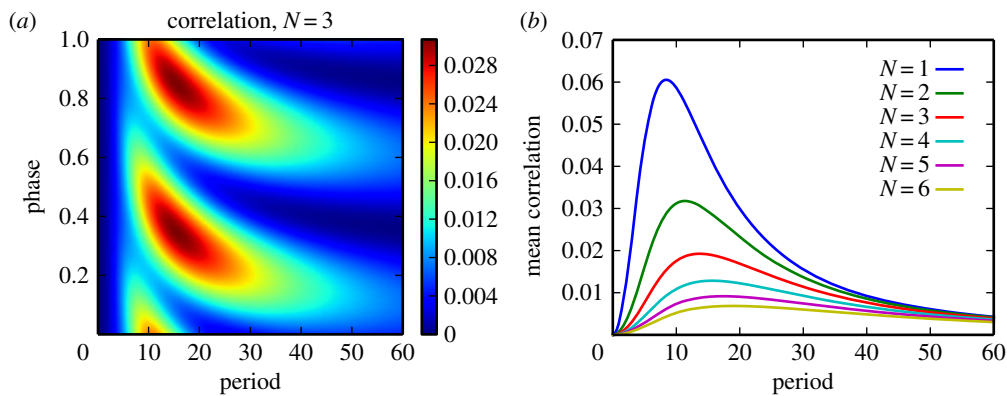 (a)
correlation, N = 3
1.0
0.8
0.6
0.4
0.2
phase
0 10 20 30 40 50 60
period
0.028
0.024
0.020
0.016
0.012
0.008
0.004
0
(b)
0.07
0.06
0.05
0.04
0.03
0.02
0.01
mean correlation
N = 1
N = 2
N = 3
N = 4
N = 5
N = 6
0 10 20 30 40 50 60
period